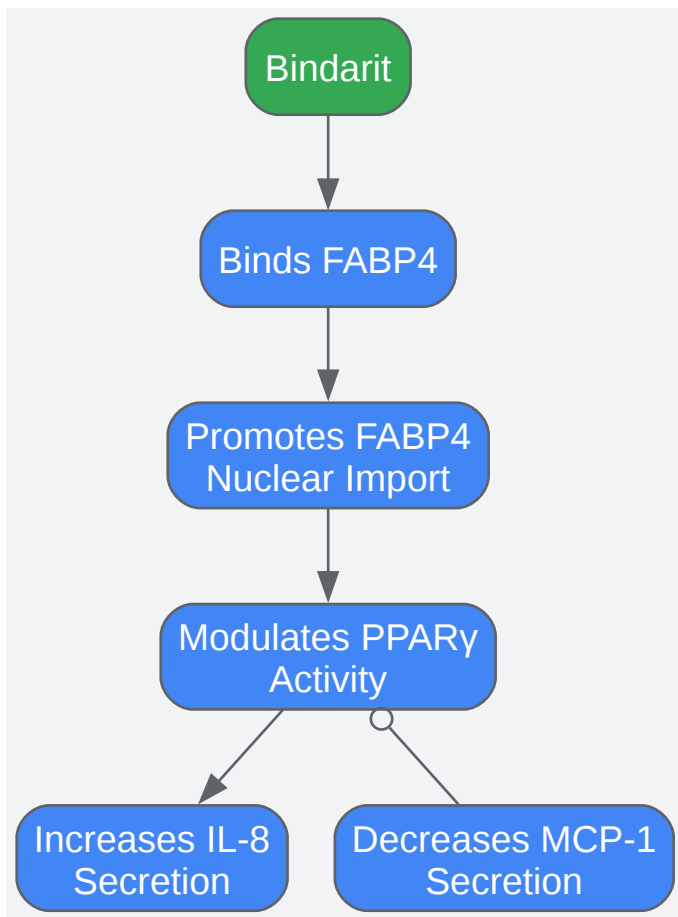 Bindarit
Binds FABP4
Promotes FABP4
Nuclear Import
Modulates PPARγ
Activity
Increases IL-8
Secretion
Decreases MCP-1
Secretion